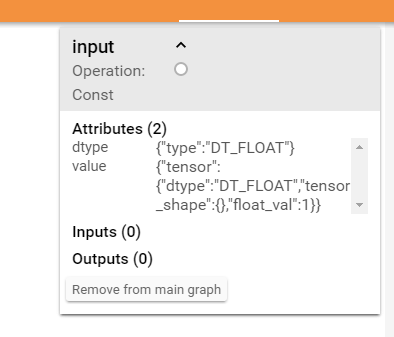 input
Operation:
Const
Attributes (2)
dtype {"type":"DT_FLOAT"}
value {"tensor":
{"dtype":"DT_FLOAT","tensor
_shape":{},"float_val":1}}
Inputs (0)
Outputs (0)
Remove from main graph